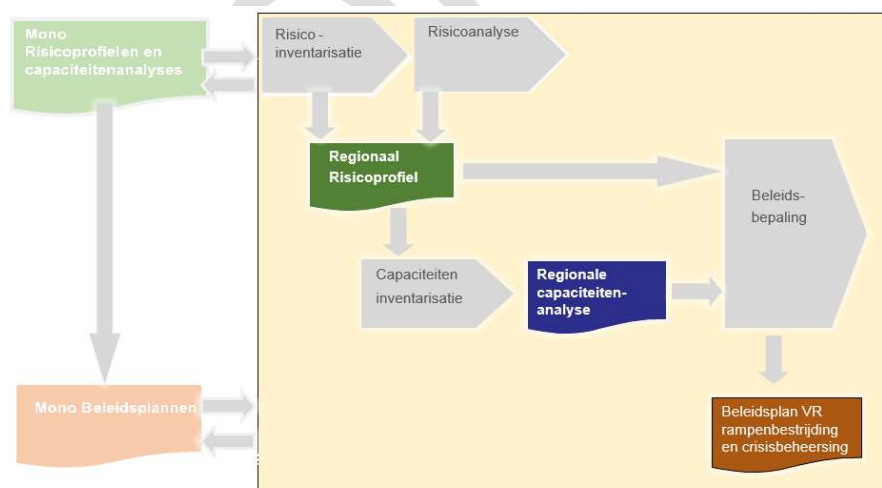 Mono
Risicoprofielen en
capaciteitenanalyses
Risico -
inventarisatie
Risicoanalyse
Regionaal
Risicoprofiel
Beleids-
bepaling
Capaciteiten
inventarisatie
Regionale
capaciteiten-
analyse
Mono Beleidsplannen
Beleidsplan VR
rampenbestrijding
en crisisbeheersing